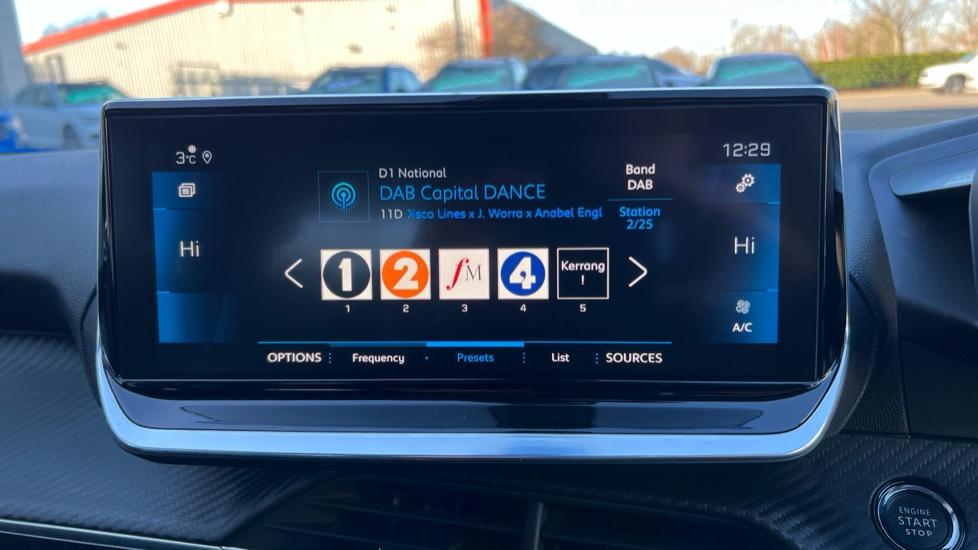 3°C
12:29
D1 National
DAB Capital DANCE
11D Disco Lines x J. Worra x Anabel Engl
Band
DAB
Station
2/25
Hi
Hi
1
2
fM
4
Kerrang
!
1
2
3
4
5
A/C
OPTIONS
Frequency
Presets
List
SOURCES
ENGINE
START
STOP